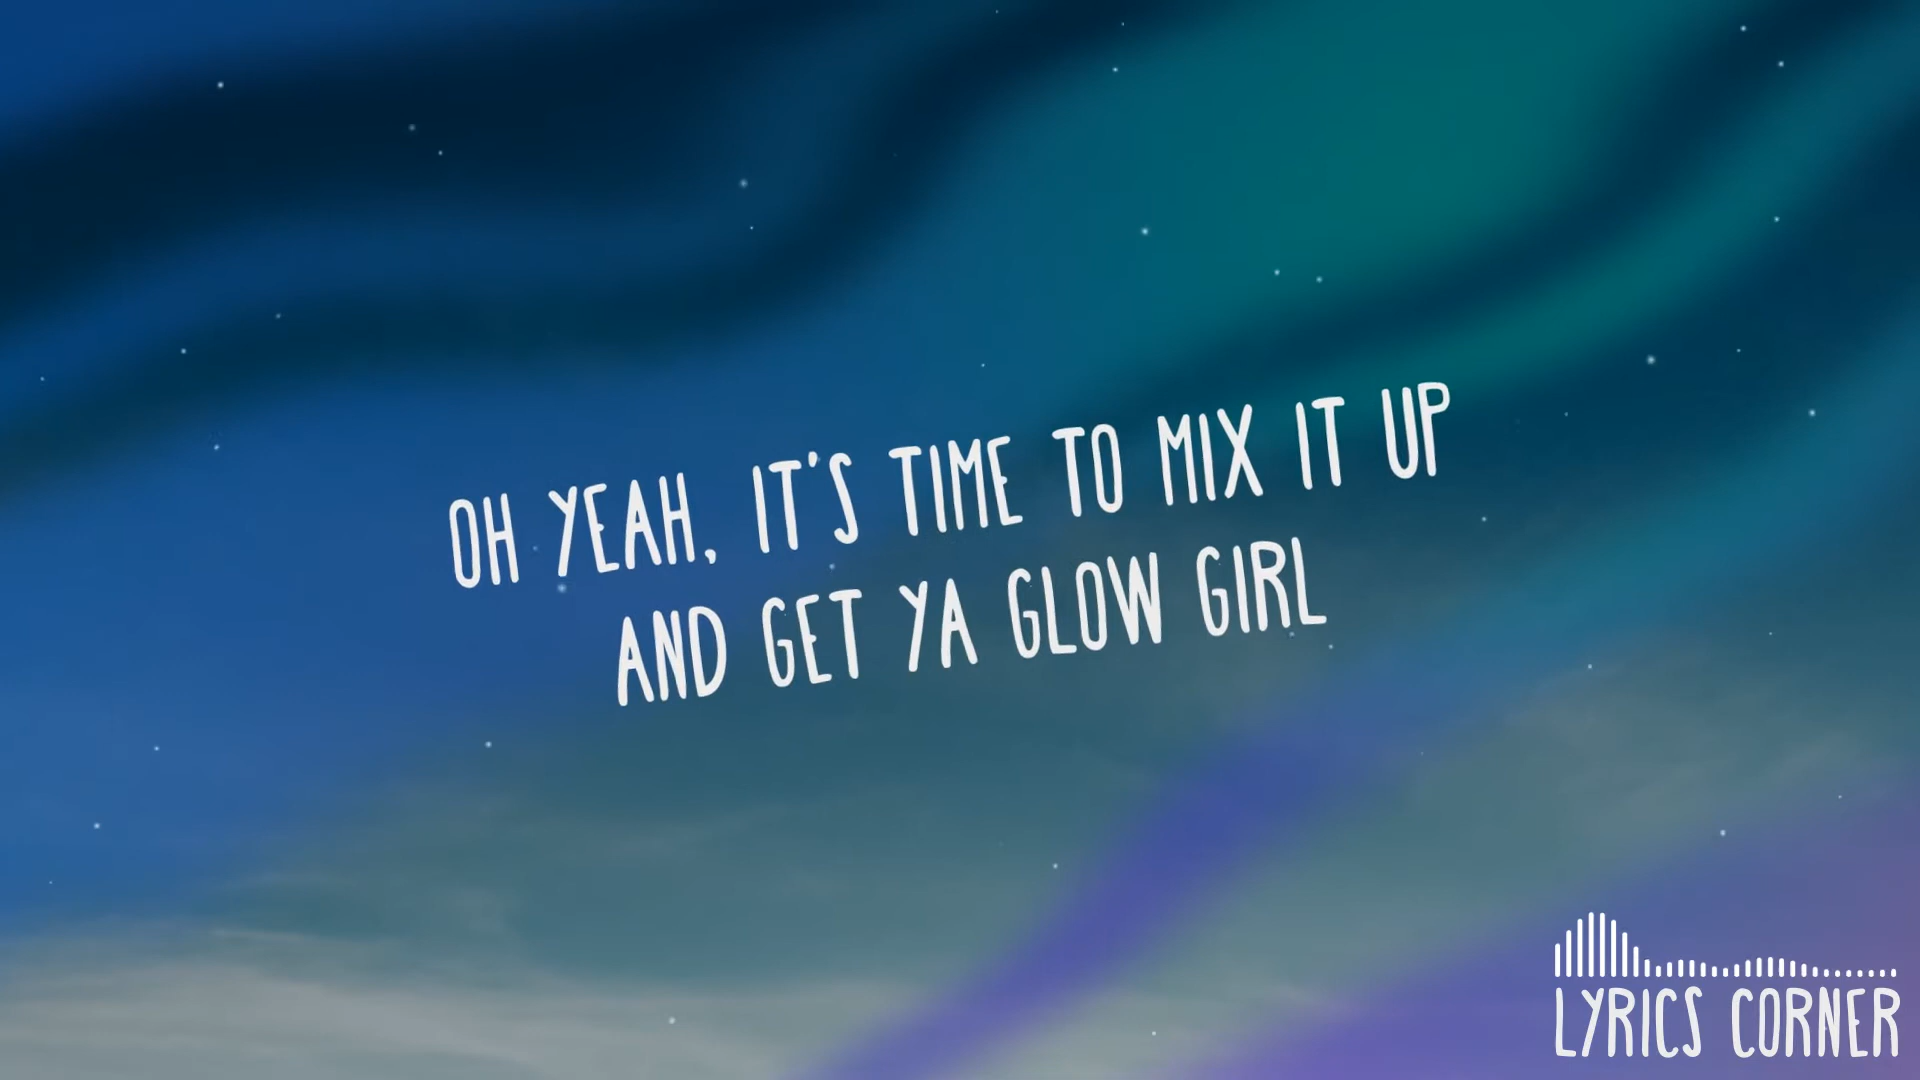 OH YEAH, IT'S TIME TO MIX IT UP
AND GET YA GLOW GIRL
LYRICS CORNER